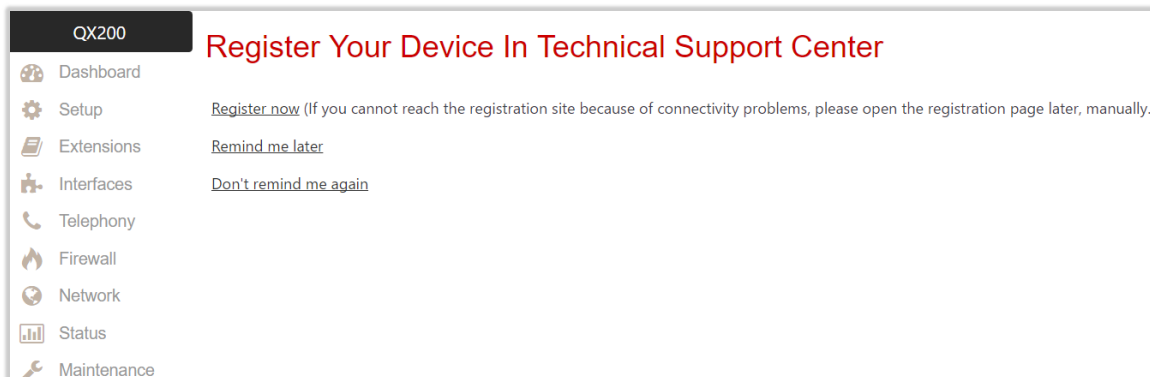 QX200
Dashboard
Setup
Extensions
Interfaces
Telephony
Firewall
Network
Status
Maintenance
Register Your Device In Technical Support Center
Register now (If you cannot reach the registration site because of connectivity problems, please open the registration page later, manually.
Remind me later
Don't remind me again